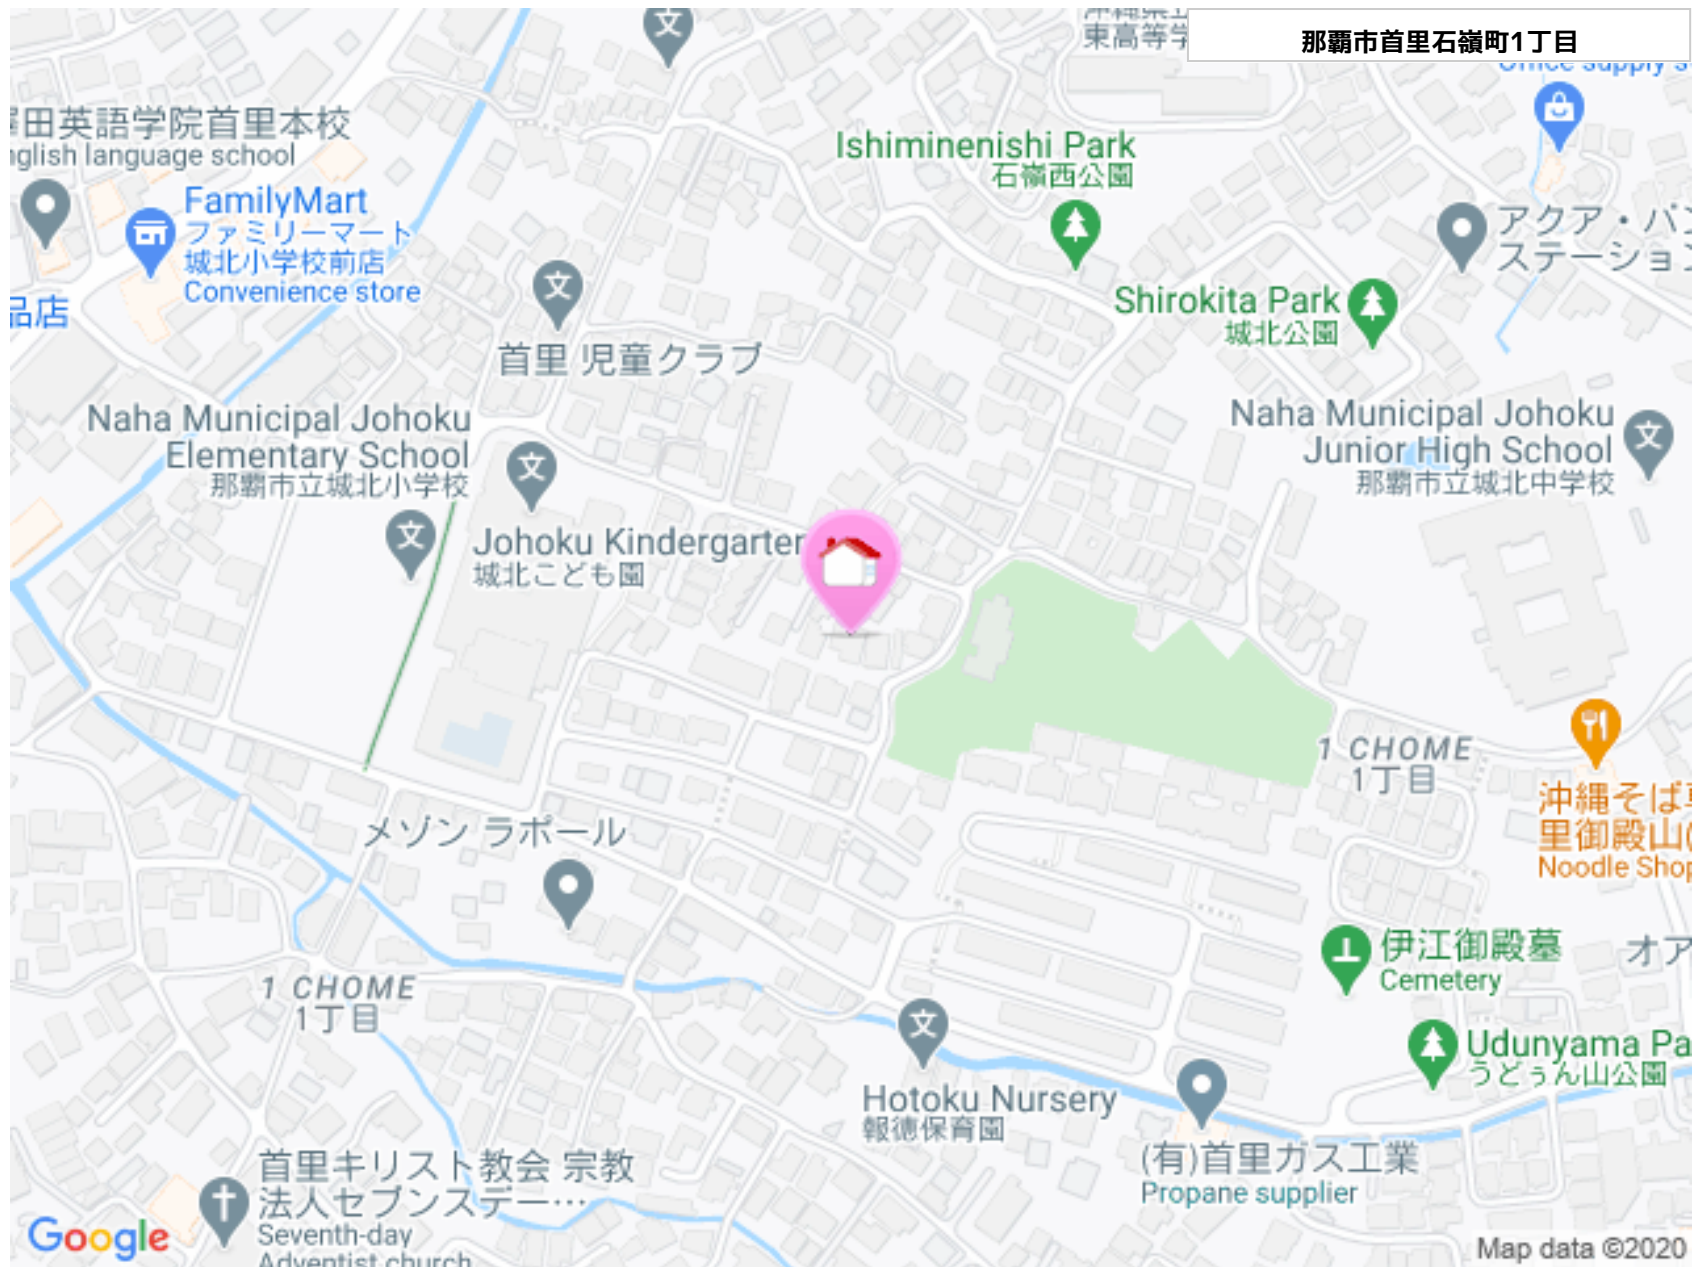 東高等学
那覇市首里石嶺町1丁目
Office supply s
田英語学院首里本校
nglish language school
FamilyMart
ファミリーマート
城北小学校前店
Convenience store
品店
Ishiminenishi Park
石嶺西公園
アクア・パン
ステーション
Shirokita Park
城北公園
首里 児童クラブ
Naha Municipal Johoku
Elementary School
那覇市立城北小学校
Naha Municipal Johoku
Junior High School
那覇市立城北中学校
Johoku Kindergarten
城北こども園
1 CHOME
1丁目
沖縄そば専
里御殿山(
Noodle Shop
メゾン ラポール
伊江御殿墓
Cemetery
オア
1 CHOME
1丁目
Udunyama Pa
うどぅん山公園
Hotoku Nursery
報徳保育園
(有)首里ガス工業
Propane supplier
首里キリスト教会 宗教
法人セブンスデー…
Seventh-day
Adventist church
Google
Map data ©2020